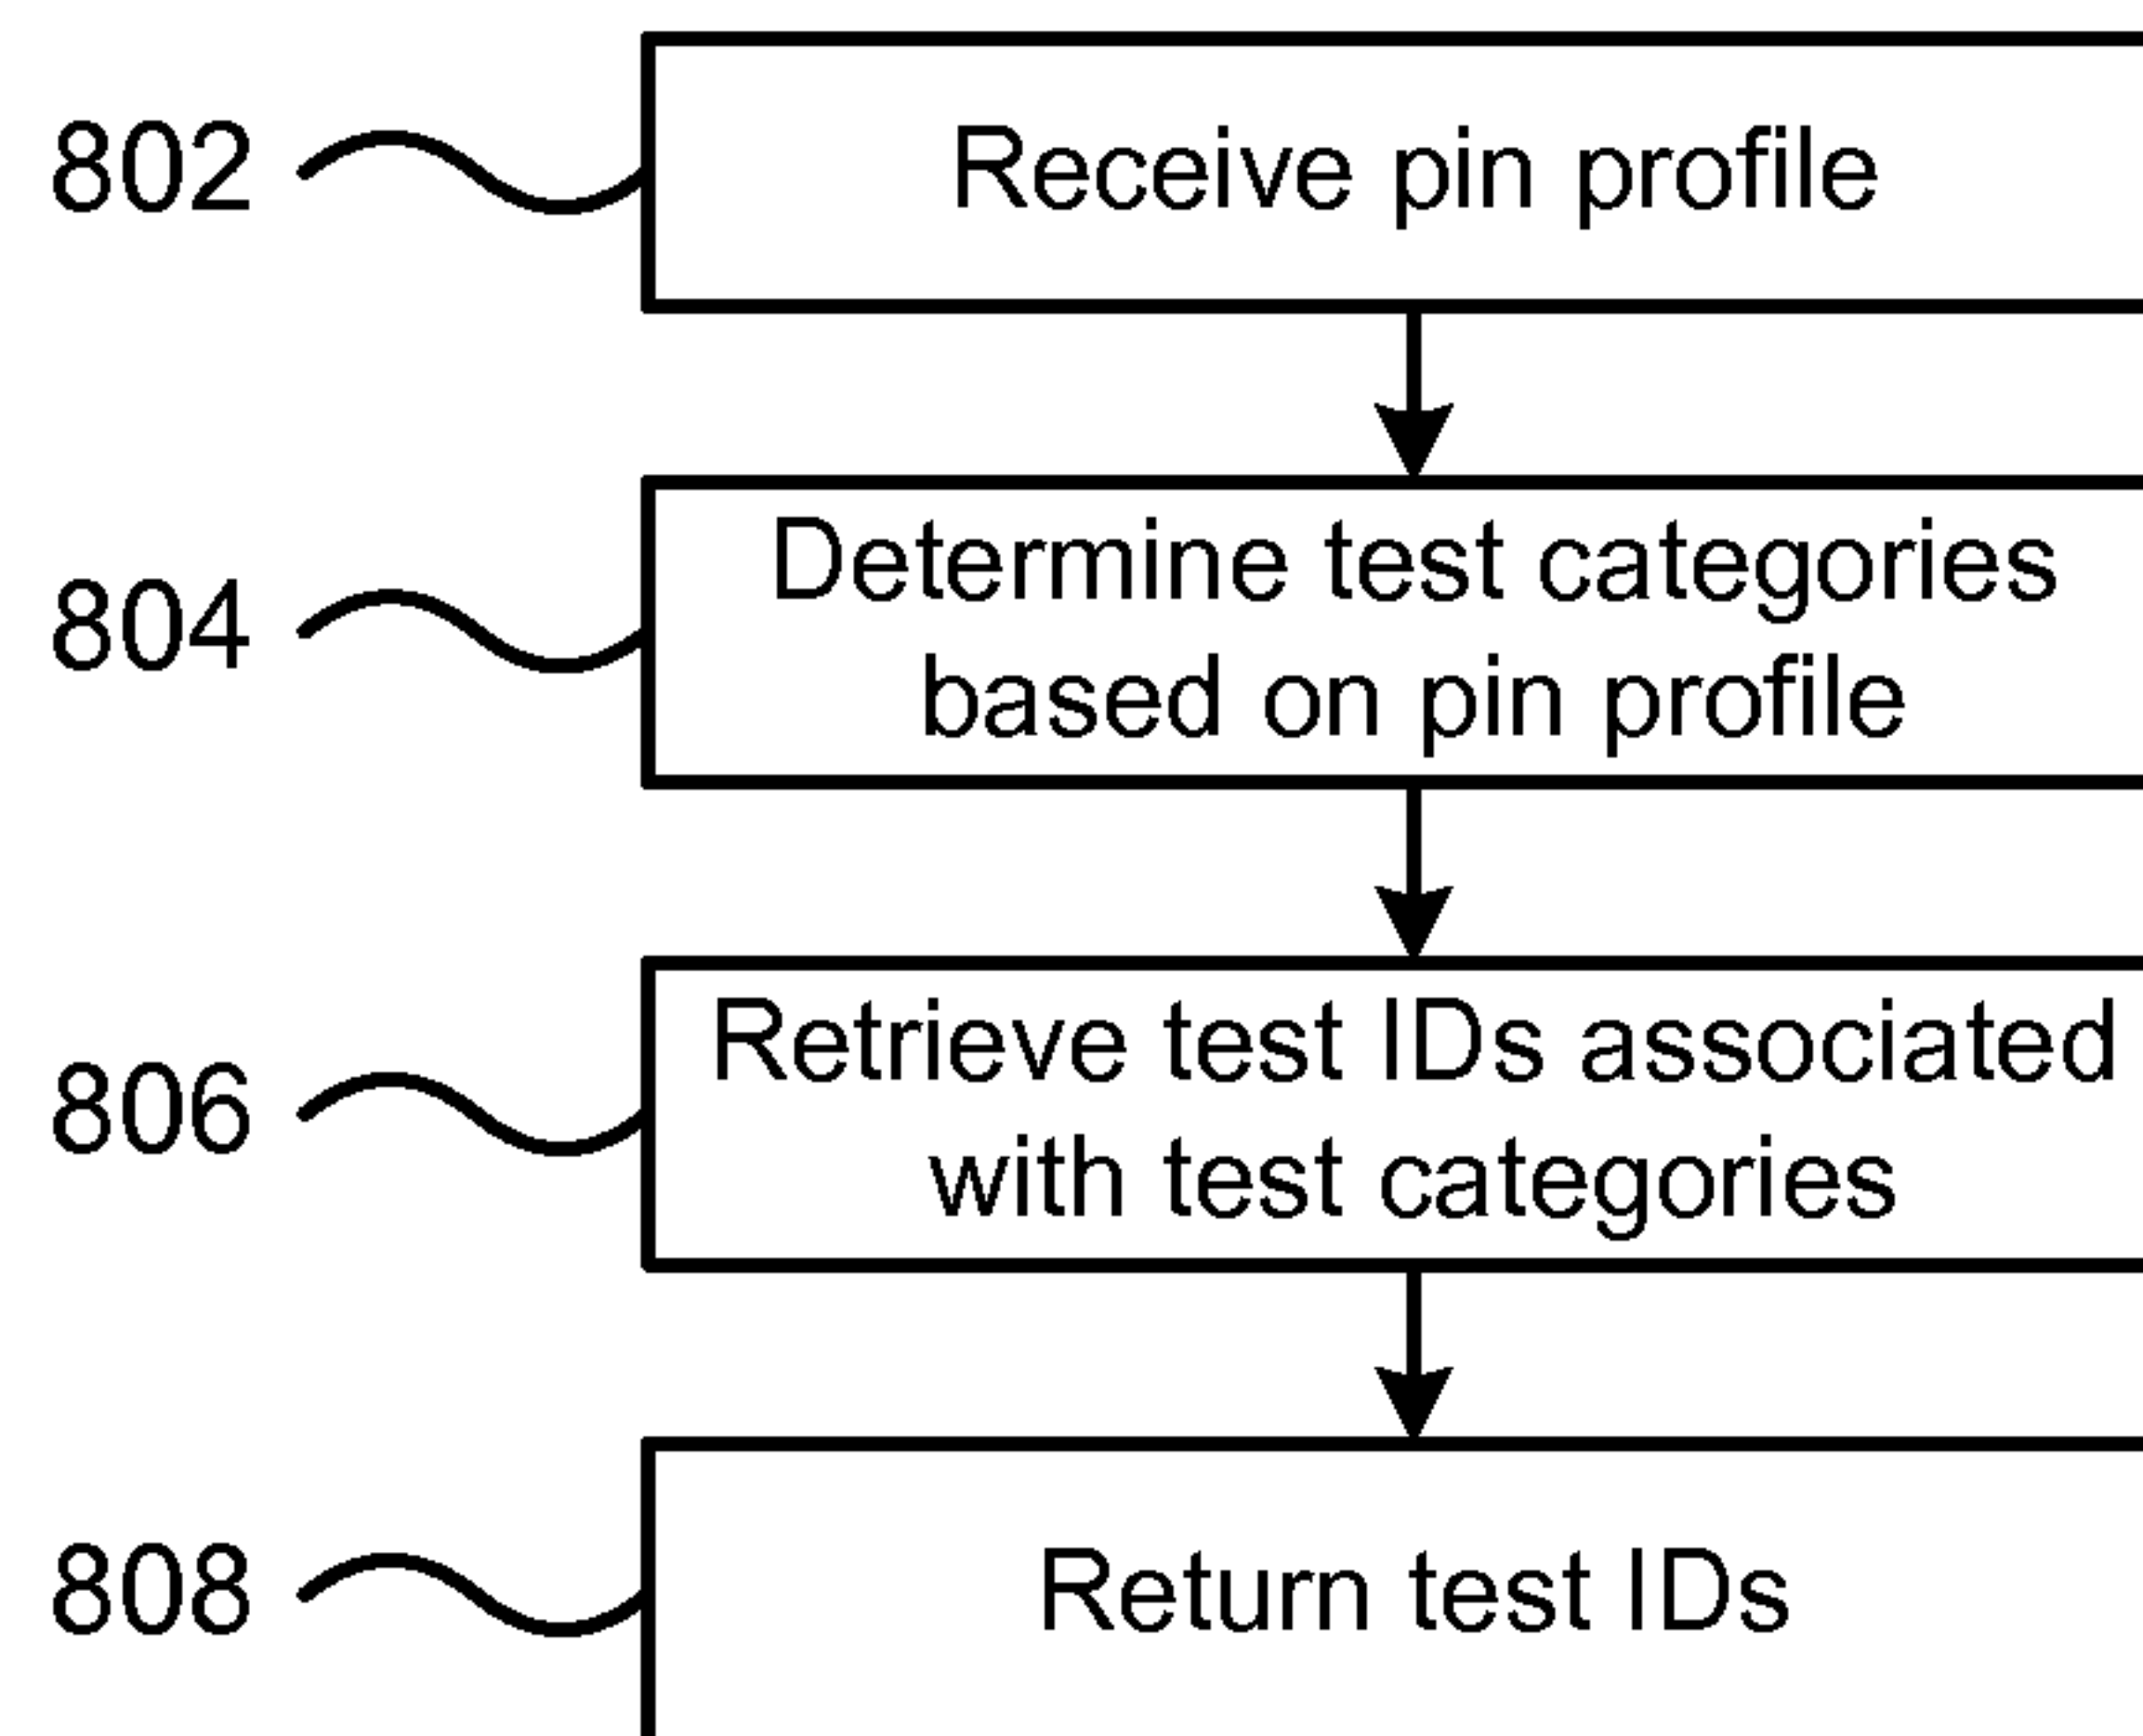 802
Receive pin profile
804
Determine test categories
based on pin profile
806
Retrieve test IDs associated
with test categories
808
Return test IDs